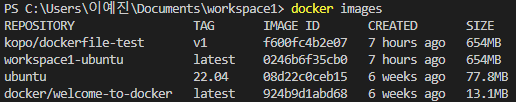 PS C:\Users\이예진\Documents\workspace1> docker images
REPOSITORY TAG IMAGE ID CREATED SIZE
kopo/dockerfile-test v1 f600fc4b2e07 7 hours ago 654MB
workspace1-ubuntu latest 0246b6f35cb0 7 hours ago 654MB
ubuntu 22.04 08d22c0ceb15 6 weeks ago 77.8MB
docker/welcome-to-docker latest 924b9d1abd68 6 weeks ago 13.1MB